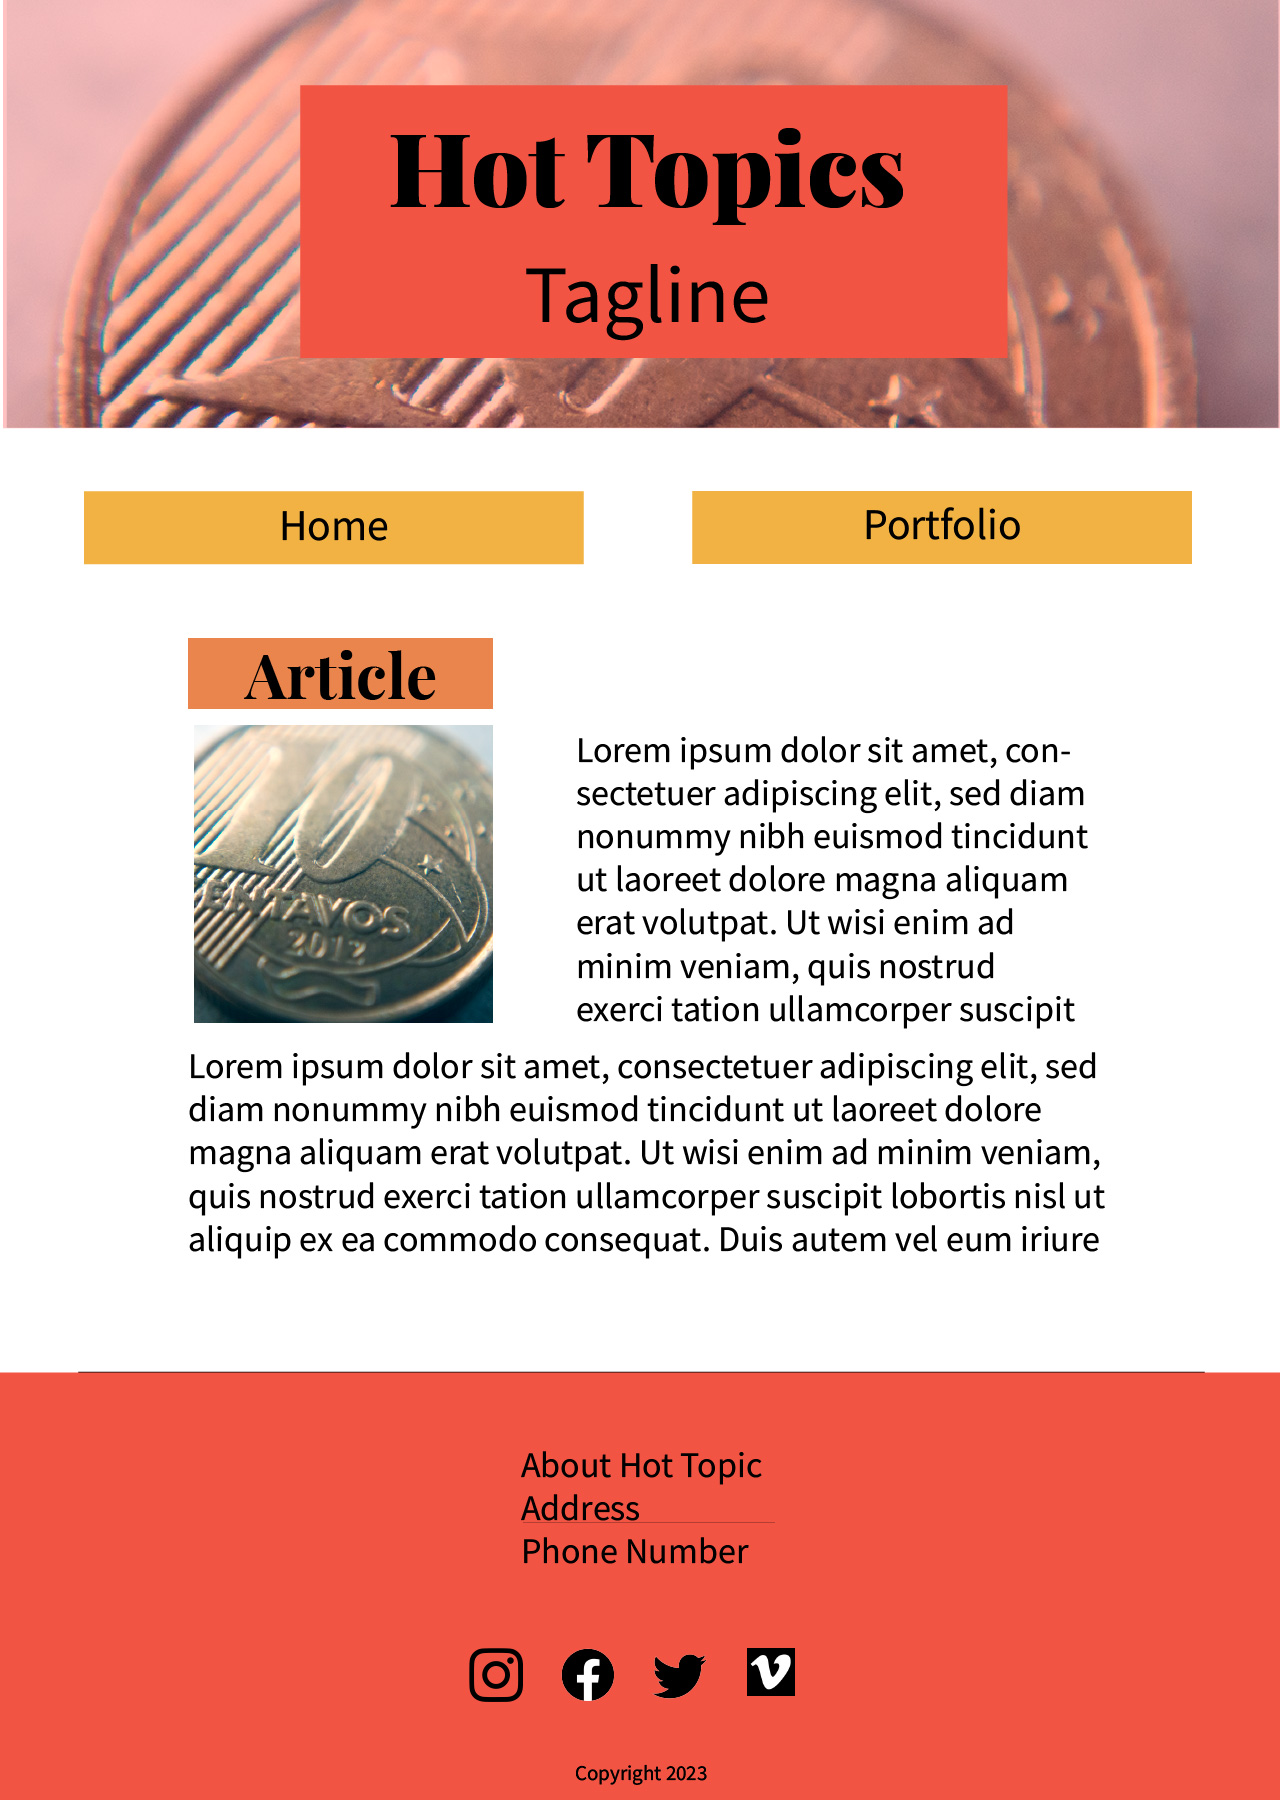 Hot Topics
Tagline
Home
Portfolio
Article
10
ENTAVOS
2012
Lorem ipsum dolor sit amet, con-
sectetuer adipiscing elit, sed diam
nonummy nibh euismod tincidunt
ut laoreet dolore magna aliquam
erat volutpat. Ut wisi enim ad
minim veniam, quis nostrud
exerci tation ullamcorper suscipit
Lorem ipsum dolor sit amet, consectetuer adipiscing elit, sed
diam nonummy nibh euismod tincidunt ut laoreet dolore
magna aliquam erat volutpat. Ut wisi enim ad minim veniam,
quis nostrud exerci tation ullamcorper suscipit lobortis nisl ut
aliquip ex ea commodo consequat. Duis autem vel eum iriure
About Hot Topic
Address
Phone Number
Copyright 2023